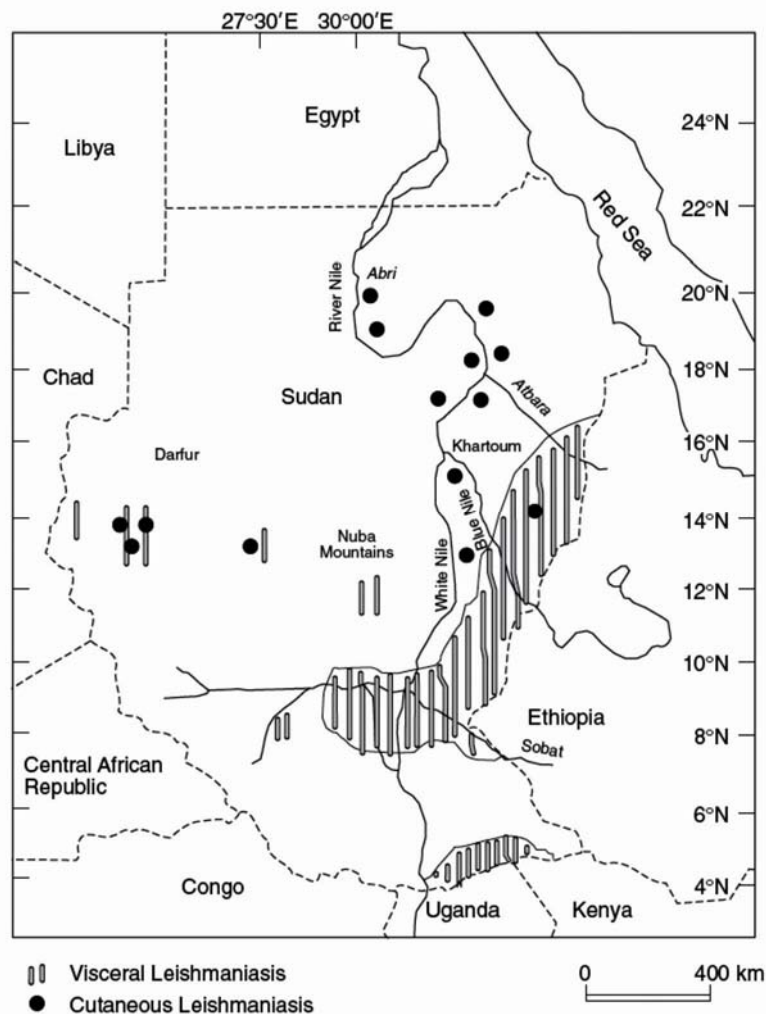 27°30′E 30°00′E
Egypt
24°N
Libya
22°N
Red Sea
River Nile
Abri
20°N
Chad
18°N
Sudan
Atbara
16°N
Khartoum
Darfur
14°N
Nuba
Mountains
Blue Nile
White Nile
12°N
10°N
Ethiopia
8°N
Sobat
Central African
Republic
6°N
Congo
4°N
Uganda
Kenya
Visceral Leishmaniasis
0 400 km
Cutaneous Leishmaniasis